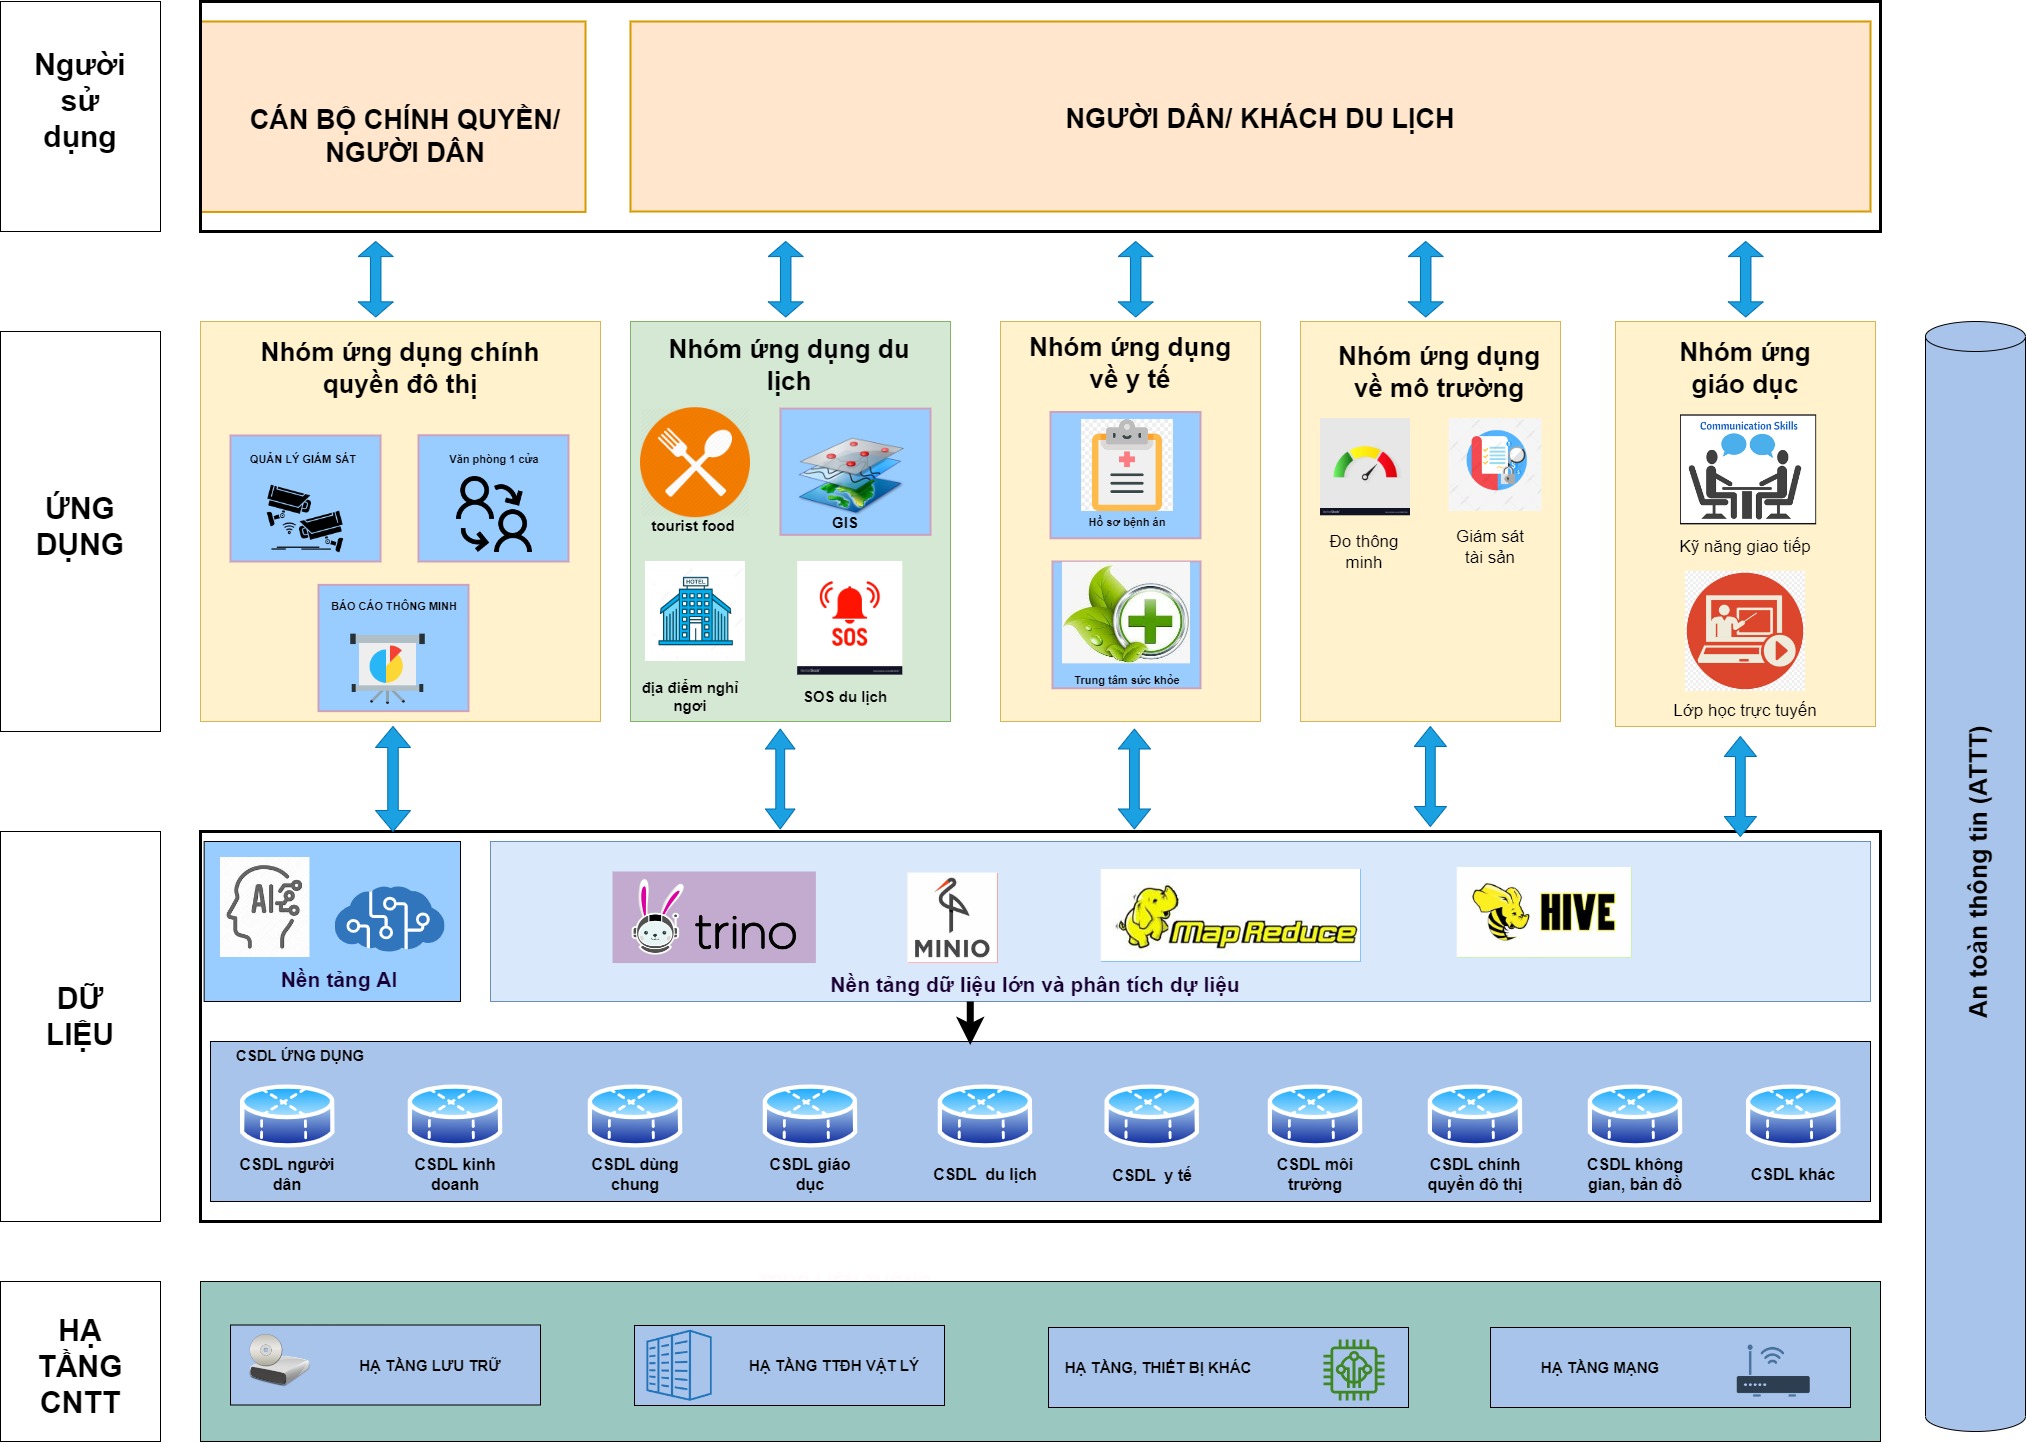 Người
sử
dụng
CÁN BỘ CHÍNH QUYỀN/
NGƯỜI DÂN
NGƯỜI DÂN/ KHÁCH DU LỊCH
ỨNG
DỤNG
Nhóm ứng dụng chính
quyền đô thị
QUẢN LÝ GIÁM SÁT
Văn phòng 1 cửa
BÁO CÁO THÔNG MINH
Nhóm ứng dụng du
lịch
tourist food
GIS
HOTEL
SOS
địa điểm nghỉ
ngơi
SOS du lịch
Nhóm ứng dụng
về y tế
Hồ sơ bệnh án
Trung tâm sức khỏe
Nhóm ứng dụng
về mô trường
Đo thông
minh
Giám sát
tài sản
Nhóm ứng
giáo dục
Communication Skills
Kỹ năng giao tiếp
Lớp học trực tuyến
An toàn thông tin (ATTT)
DỮ
LIỆU
AI
Nền tảng AI
trino
MINIO
Map Reduce
HIVE
Nền tảng dữ liệu lớn và phân tích dự liệu
CSDL ỨNG DỤNG
CSDL người
dân
CSDL kinh
doanh
CSDL dùng
chung
CSDL giáo
dục
CSDL  du lịch
CSDL  y tế
CSDL môi
trường
CSDL chính
quyền đô thị
CSDL không
gian, bản đồ
CSDL khác
HẠ
TẦNG
CNTT
HẠ TẦNG LƯU TRỮ
HẠ TẦNG TTĐH VẬT LÝ
HẠ TẦNG, THIẾT BỊ KHÁC
HẠ TẦNG MẠNG